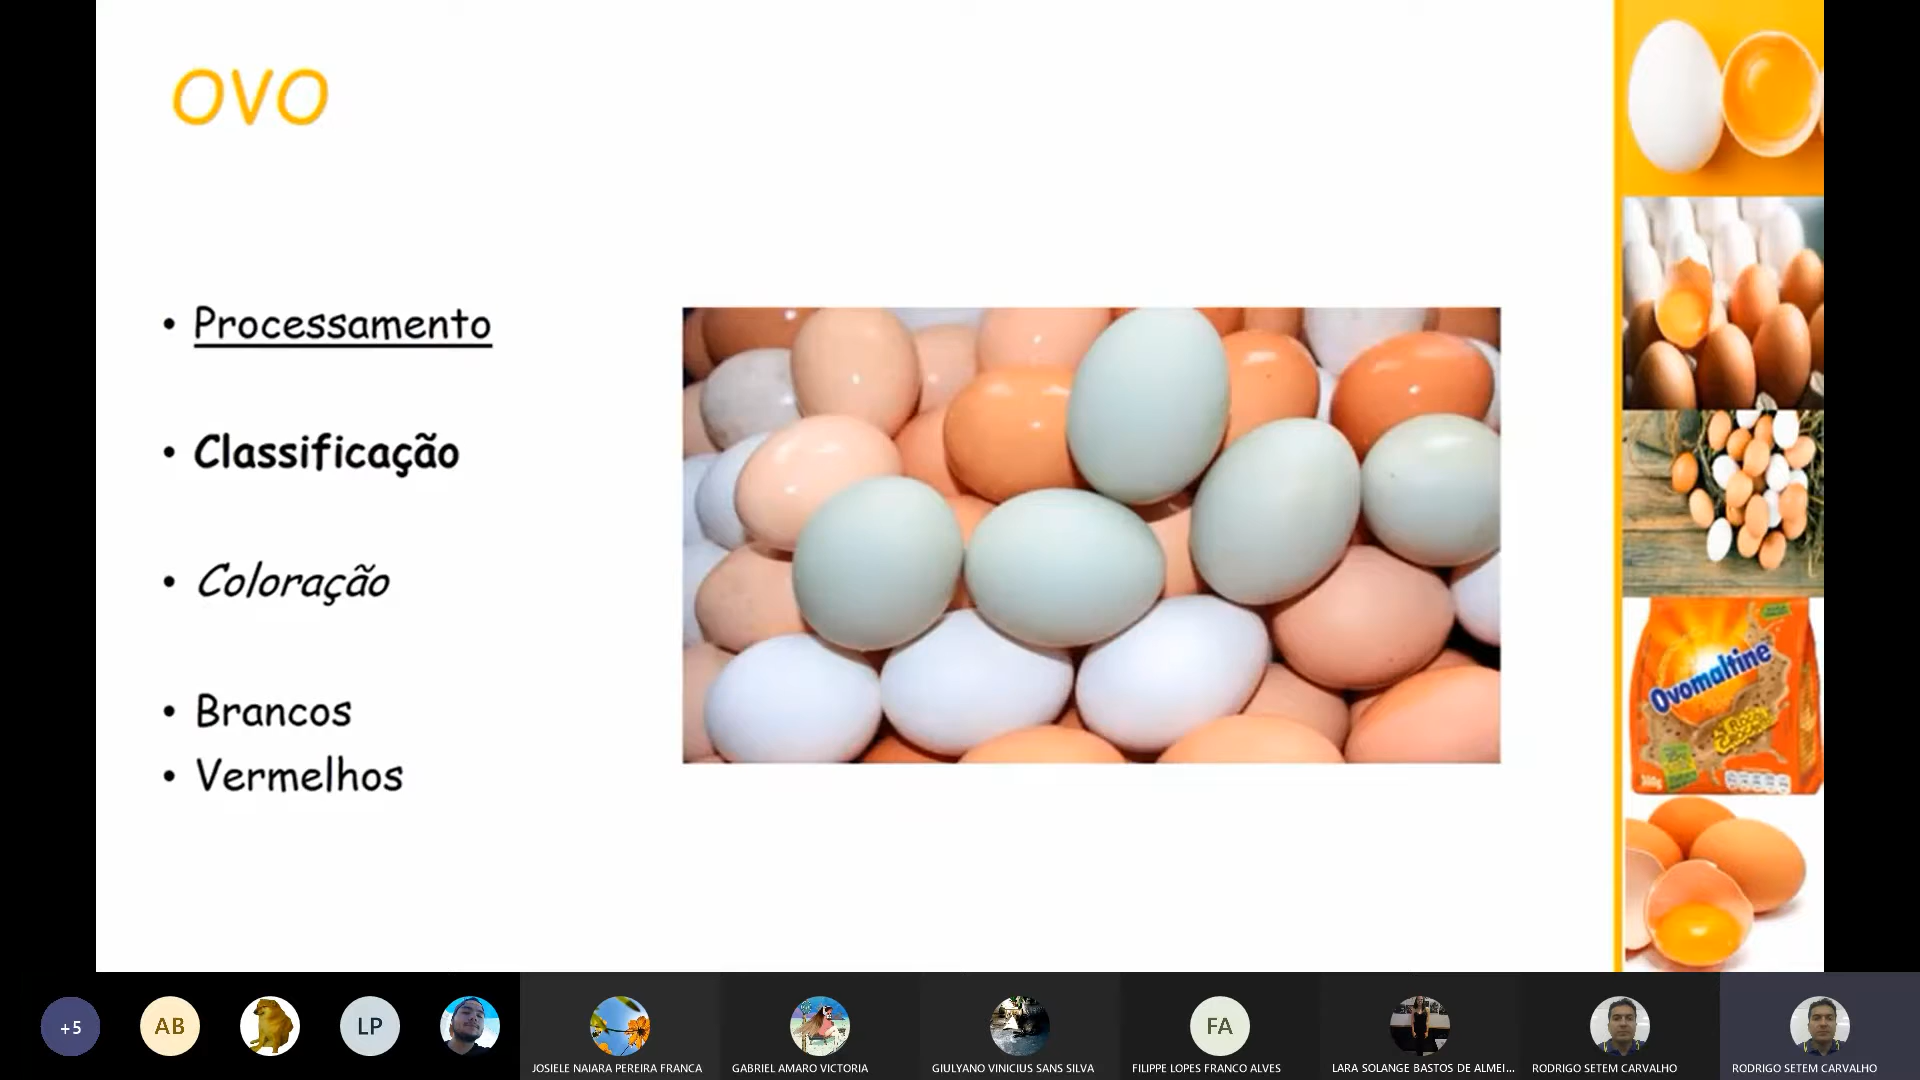 OVO
• Processamento
• Classificação
• Coloração
• Brancos
• Vermelhos
Ovomaltine
+5
AB
LP
FA
JOSIELE NAIARA PEREIRA FRANCA
GABRIEL AMARO VICTORIA
GIULYANO VINICIUS SANS SILVA
FILIPPE LOPES FRANCO ALVES
LARA SOLANGE BASTOS DE ALMEI...
RODRIGO SETEM CARVALHO
RODRIGO SETEM CARVALHO